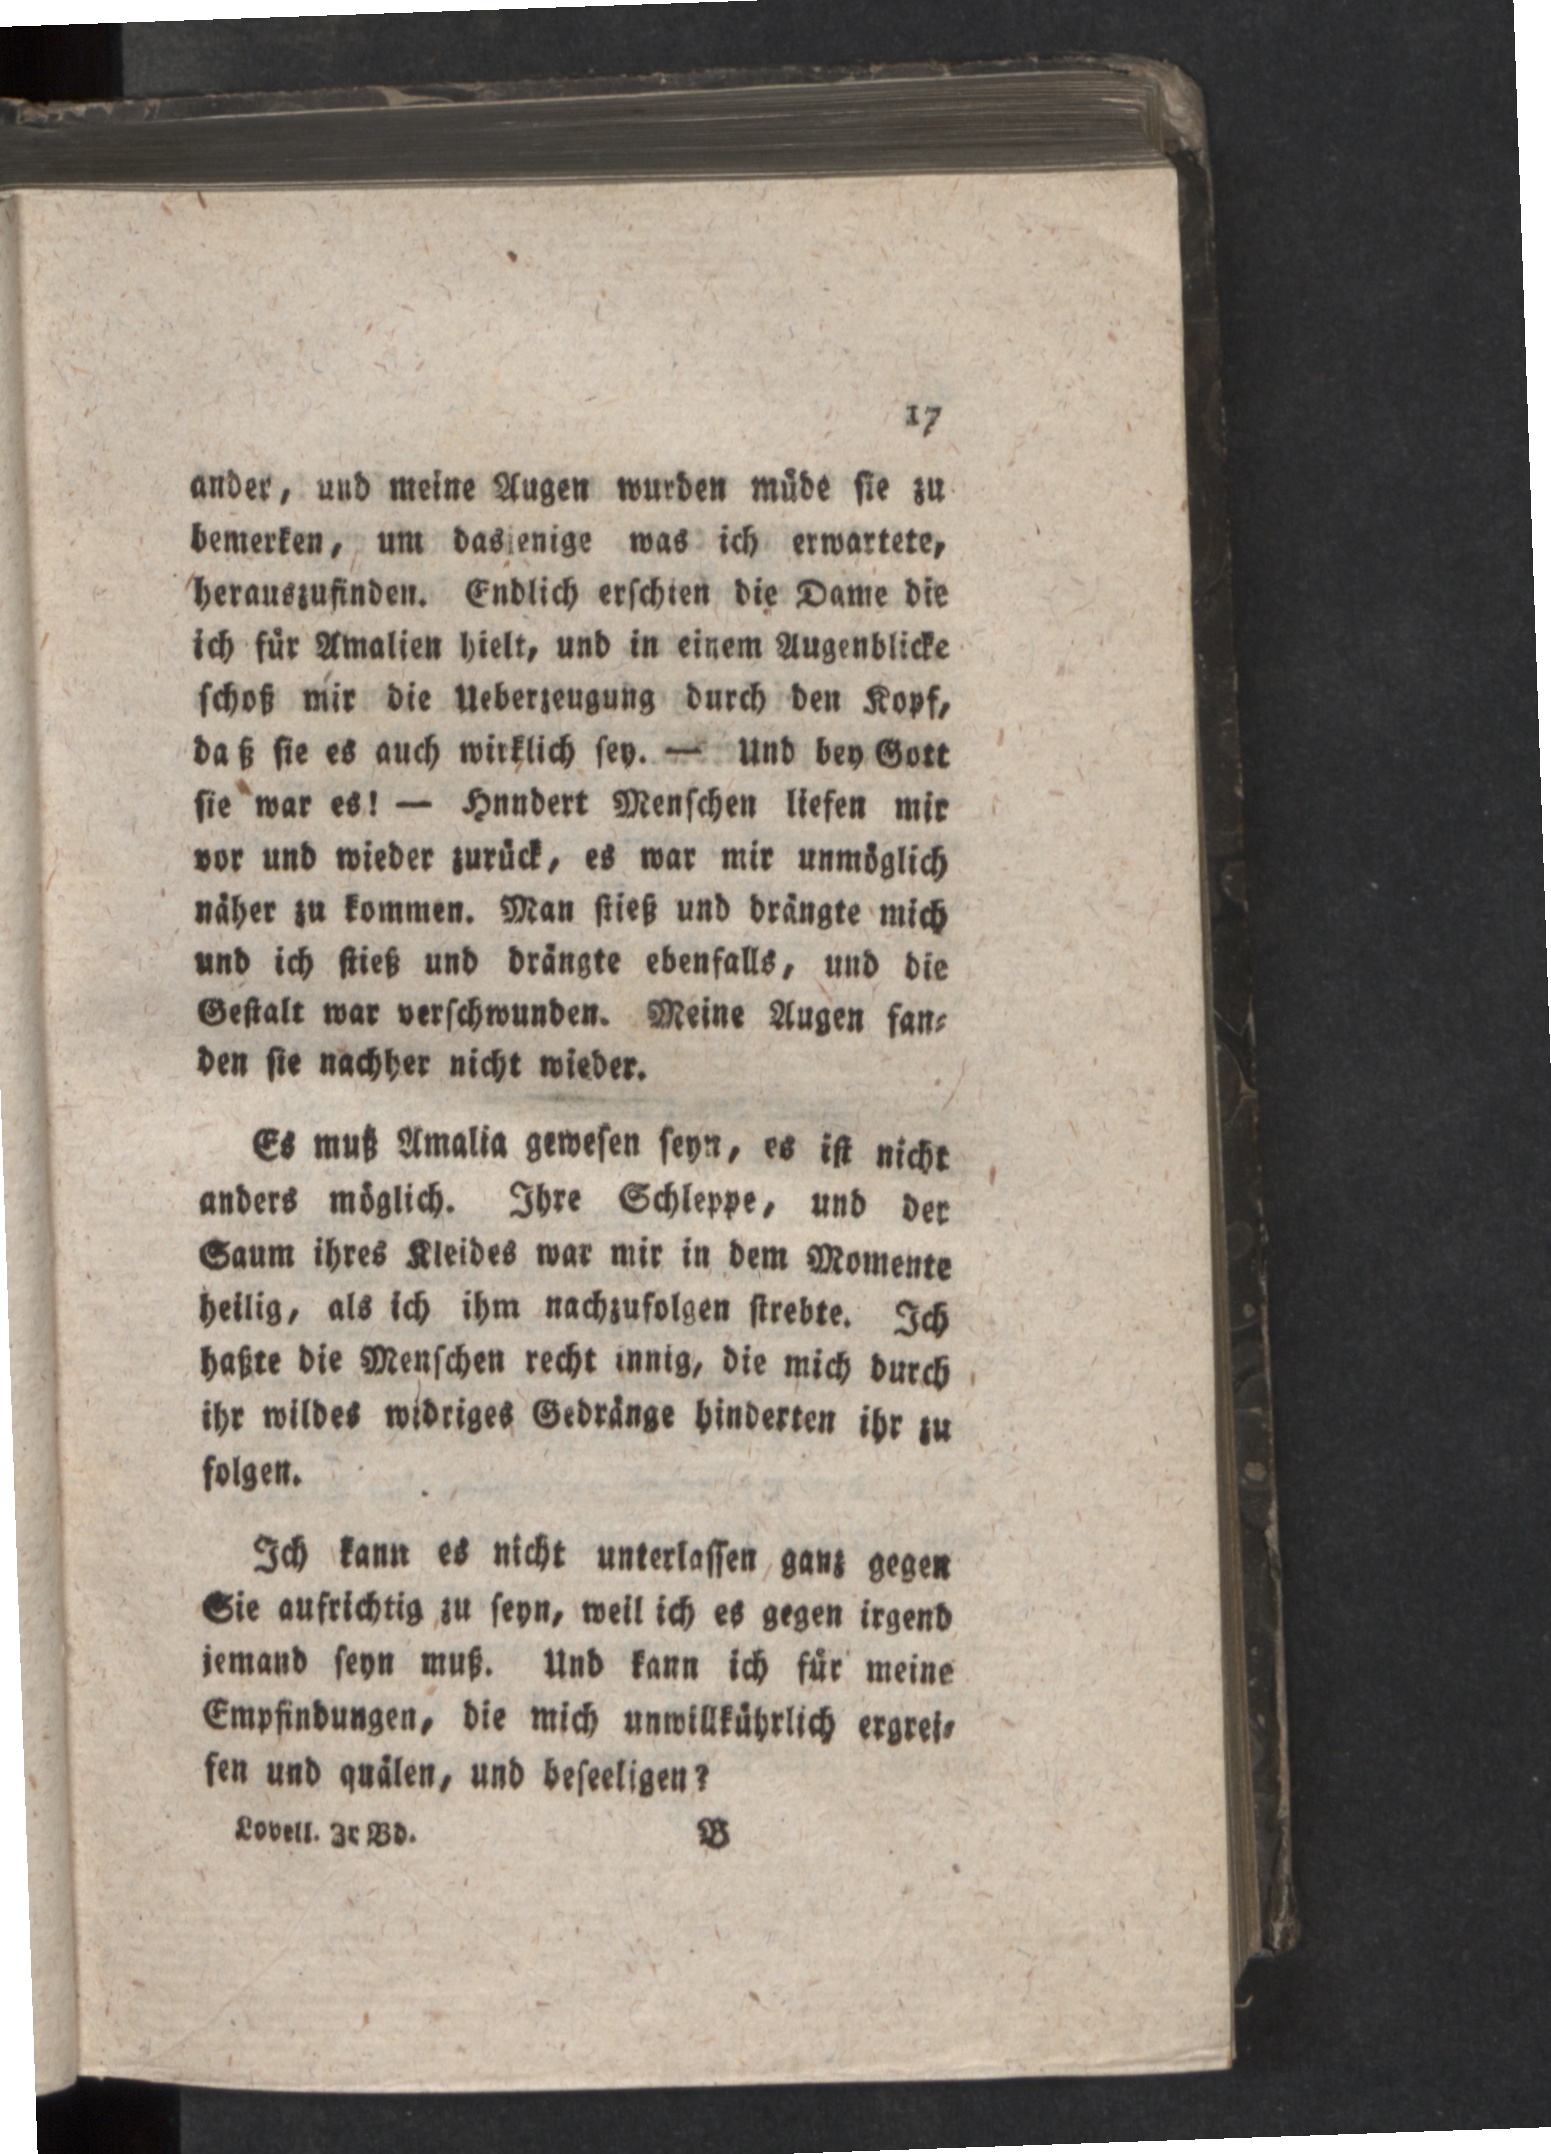 17
ander, und meine Augen wurden müde ſie zu
bemerken, um dasjenige was ich erwartete,
herauszufinden. Endlich erſchien die Dame die
ich für Amalien hielt, und in einem Augenblicke
ſchoß mir die Ueberzeugung durch den Kopf,
daß ſie es auch wirklich ſey. — Und bey Gott
ſie war es! — Hnndert Menſchen liefen mir
vor und wieder zurück, es war mir unmöglich
näher zu kommen. Man ſtieß und drängte mich
und ich ſtieß und drängte ebenfalls, und die
Geſtalt war verſchwunden. Meine Augen fan⸗
den ſie nachher nicht wieder.
Es muß Amalia geweſen ſeyn, es iſt nicht
anders möglich. Ihre Schleppe, und der
Saum ihres Kleides war mir in dem Momente
heilig, als ich ihm nachzufolgen ſtrebte. Ich
haßte die Menſchen recht innig, die mich durch
ihr wildes widriges Gedränge hinderten ihr zu
folgen.
Ich kann es nicht unterlaſſen ganz gegen
Sie aufrichtig zu ſeyn, weil ich es gegen irgend
jemand ſeyn muß. Und kann ich für meine
Empfindungen, die mich unwillkührlich ergrei⸗
fen und quälen, und beſeeligen?
Lovell. 3r Bd. B